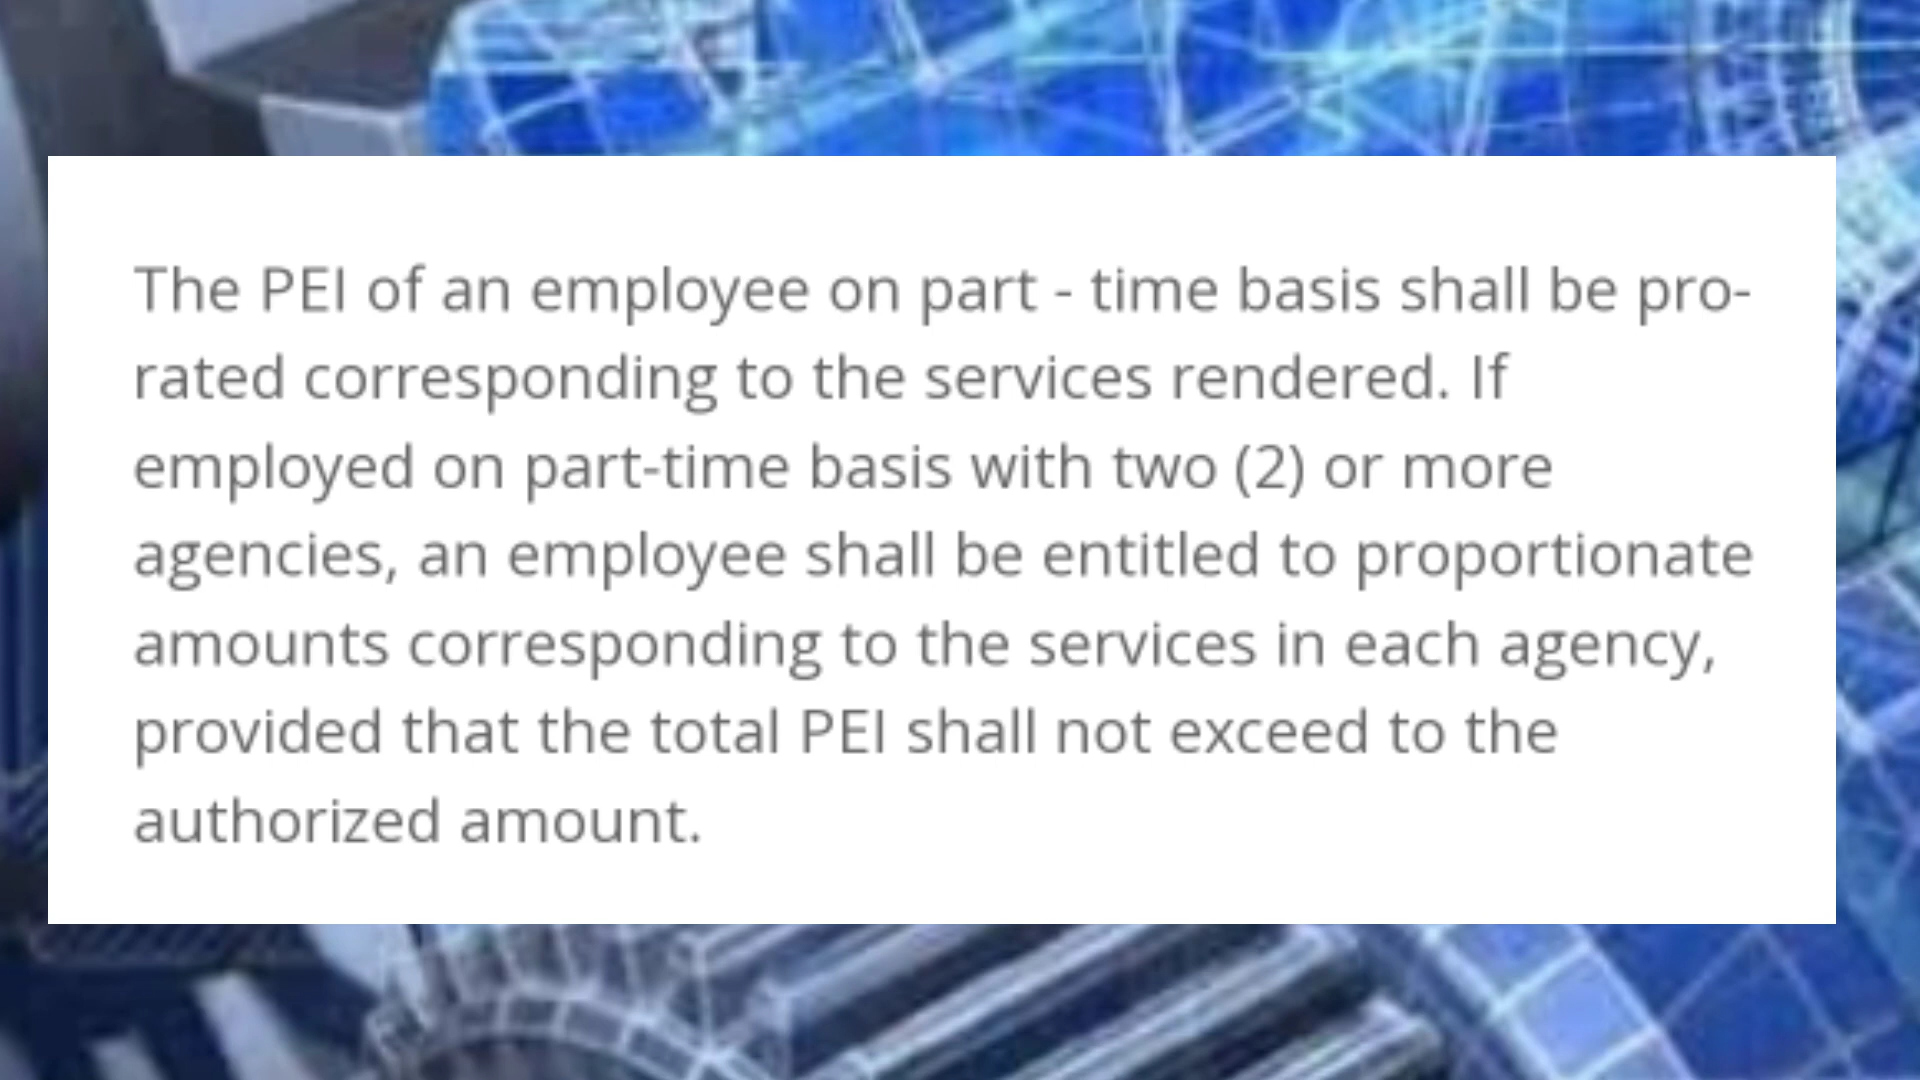 The PEI of an employee on part - time basis shall be pro-
rated corresponding to the services rendered. If
employed on part-time basis with two (2) or more
agencies, an employee shall be entitled to proportionate
amounts corresponding to the services in each agency,
provided that the total PEI shall not exceed to the
authorized amount.